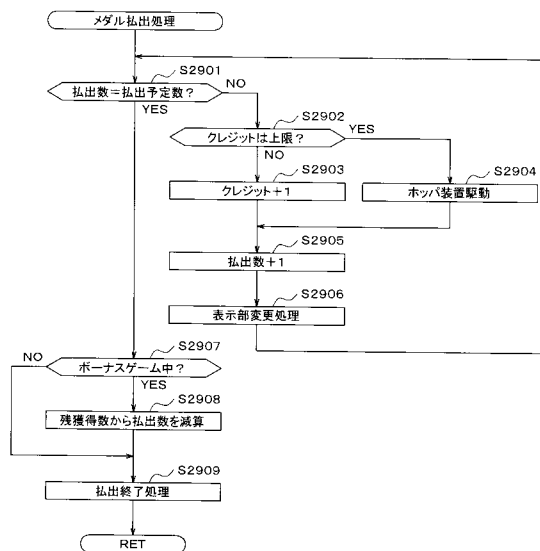 メダル払出処理
S2901
払出数=払出予定数?
NO
YES
S2902
クレジットは上限?
YES
NO
S2903
クレジット+1
S2904
ホッパ装置駆動
S2905
払出数+1
S2906
表示部変更処理
S2907
NO
ボーナスゲーム中?
YES
S2908
残獲得数から払出数を減算
S2909
払出終了処理
RET